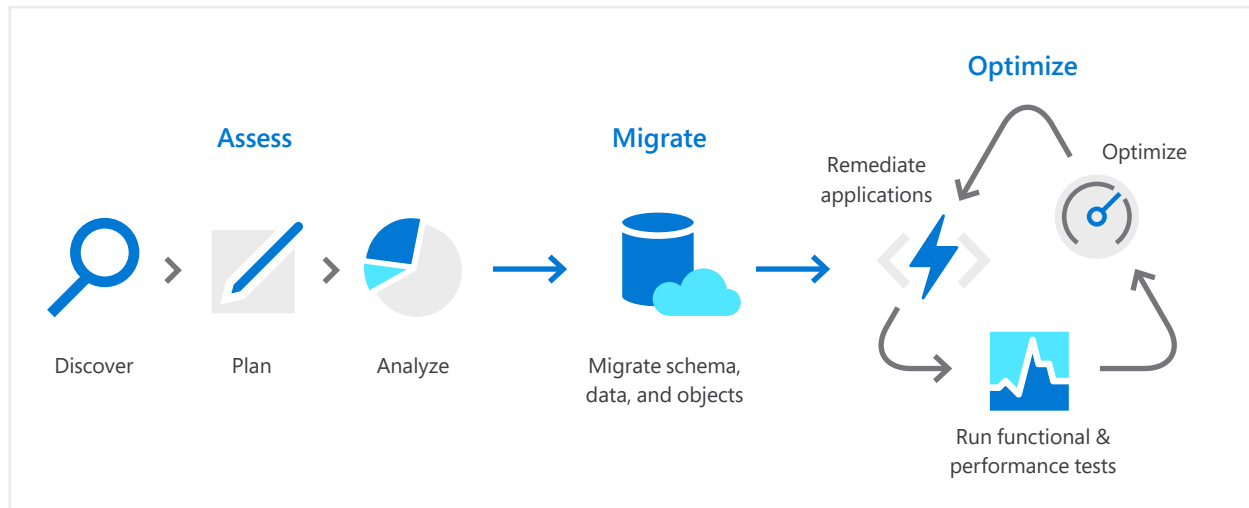 Assess
Discover
Plan
Analyze
Migrate
Migrate schema,
data, and objects
Optimize
Remediate
applications
Optimize
Run functional &
performance tests